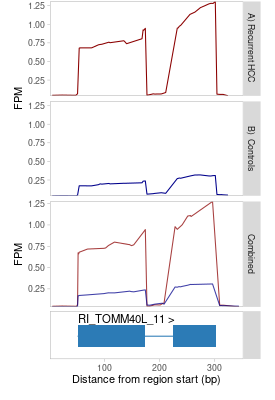 1.25
1.00
0.75
0.50
0.25
A) Recurrent HCC
FPM
1.25
1.00
0.75
0.50
0.25
B) Controls
1.25
1.00
0.75
0.50
0.25
FPM
Combined
RI_TOMM40L_11 >
100
200
300
Distance from region start (bp)